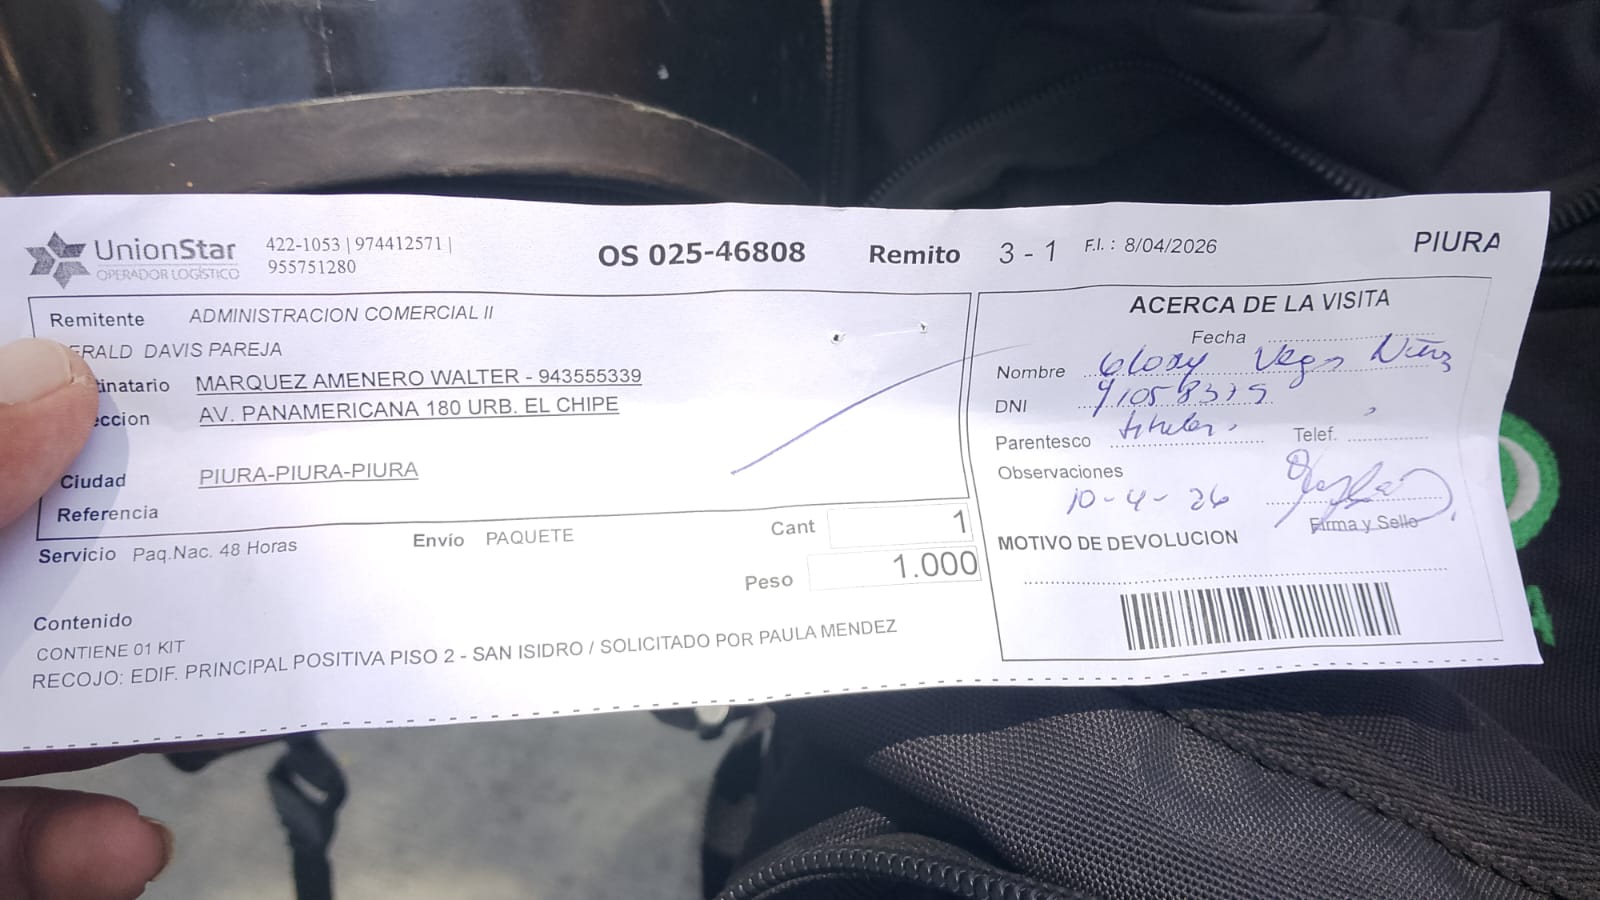 UnionStar
OPERADOR LOGÍSTICO
422-1053 | 974412571 |
955751280
OS 025-46808
Remito 3 - 1
F.I. : 8/04/2026
PIURA
Remitente ADMINISTRACION COMERCIAL II
ERALD DAVIS PAREJA
tinatario MARQUEZ AMENERO WALTER - 943555339
eccion AV. PANAMERICANA 180 URB. EL CHIPE
Ciudad PIURA-PIURA-PIURA
Referencia
Servicio Paq.Nac. 48 Horas
Envío PAQUETE
Cant 1
Peso 1.000
Contenido
CONTIENE 01 KIT
RECOJO: EDIF. PRINCIPAL POSITIVA PISO 2 - SAN ISIDRO / SOLICITADO POR PAULA MENDEZ
ACERCA DE LA VISITA
Fecha
Nombre Glory Vega
DNI
Parentesco titular.
Telef.
Observaciones
10-4-26
Firma y Sello
MOTIVO DE DEVOLUCION